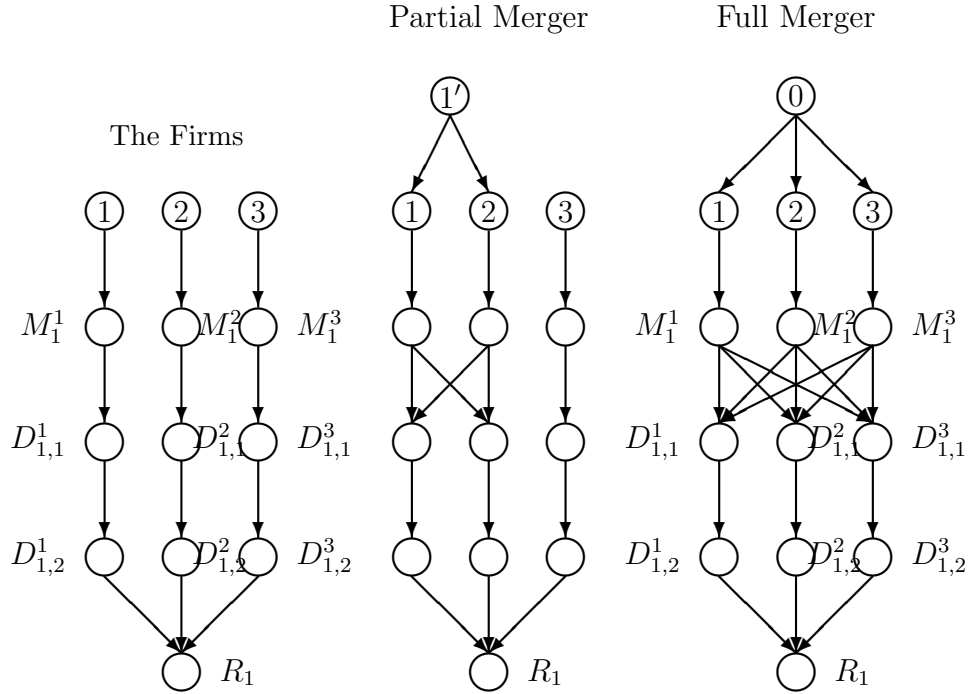 Partial Merger Full Merger
1′ 0
The Firms
1 2 3 1 2 3 1 2 3
M_1^1 M_1^2 M_1^3 M_1^1 M_1^2 M_1^3
D_{1,1}^1 D_{1,1}^2 D_{1,1}^3 D_{1,1}^1 D_{1,1}^2 D_{1,1}^3
D_{1,2}^1 D_{1,2}^2 D_{1,2}^3 D_{1,2}^1 D_{1,2}^2 D_{1,2}^3
R_1 R_1 R_1